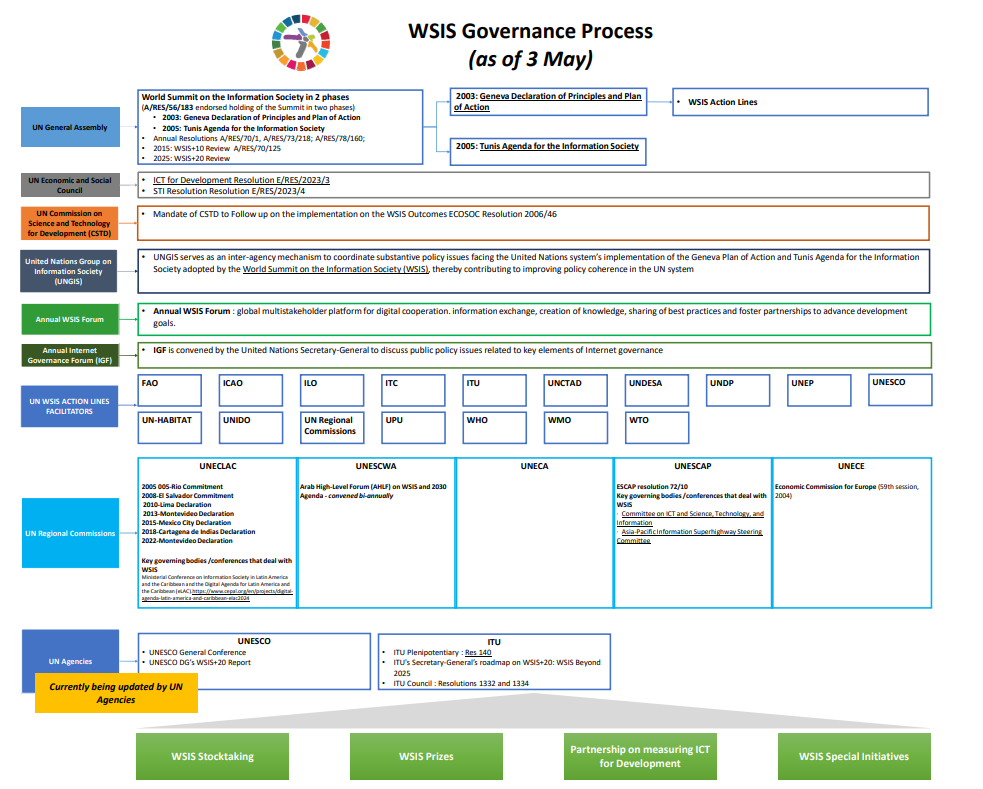 WSIS Governance Process
(as of 3 May)
UN General Assembly
World Summit on the Information Society in 2 phases
(A/RES/56/183 endorsed holding of the Summit in two phases)
• 2003: Geneva Declaration of Principles and Plan of Action
• 2005: Tunis Agenda for the Information Society
• Annual Resolutions A/RES/70/1, A/RES/73/218; A/RES/78/160;
• 2015: WSIS+10 Review A/RES/70/125
• 2025: WSIS+20 Review
2003: Geneva Declaration of Principles and Plan
of Action
• WSIS Action Lines
2005: Tunis Agenda for the Information Society
UN Economic and Social
Council
• ICT for Development Resolution E/RES/2023/3
• STI Resolution Resolution E/RES/2023/4
UN Commission on
Science and Technology
for Development (CSTD)
• Mandate of CSTD to Follow up on the implementation on the WSIS Outcomes ECOSOC Resolution 2006/46
United Nations Group on
Information Society
(UNGIS)
• UNGIS serves as an inter-agency mechanism to coordinate substantive policy issues facing the United Nations system's implementation of the Geneva Plan of Action and Tunis Agenda for the Information
Society adopted by the World Summit on the Information Society (WSIS), thereby contributing to improving policy coherence in the UN system
Annual WSIS Forum
• Annual WSIS Forum : global multistakeholder platform for digital cooperation. information exchange, creation of knowledge, sharing of best practices and foster partnerships to advance development
goals.
Annual Internet
Governance Forum (IGF)
• IGF is convened by the United Nations Secretary-General to discuss public policy issues related to key elements of Internet governance
UN WSIS ACTION LINES
FACILITATORS
FAO
ICAO
ILO
ITC
ITU
UNCTAD
UNDESA
UNDP
UNEP
UNESCO
UN-HABITAT
UNIDO
UN Regional
Commissions
UPU
WHO
WMO
WTO
UN Regional Commissions
UNECLAC
2005 005-Rio Commitment
2008-El Salvador Commitment
2010-Lima Declaration
2013-Montevideo Declaration
2015-Mexico City Declaration
2018-Cartagena de Indias Declaration
2022-Montevideo Declaration
Key governing bodies /conferences that deal with
WSIS
Ministerial Conference on Information Society in Latin America
and the Caribbean and the Digital Agenda for Latin America and
the Caribbean (eLAC).https://www.cepal.org/en/projects/digital-
agenda-latin-america-and-caribbean-elac2024
UNESCWA
Arab High-Level Forum (AHLF) on WSIS and 2030
Agenda - convened bi-annually
UNECA
UNESCAP
ESCAP resolution 72/10
Key governing bodies /conferences that deal with
WSIS
· Committee on ICT and Science, Technology, and
Information
· Asia-Pacific Information Superhighway Steering
Committee
UNECE
Economic Commission for Europe (59th session,
2004)
UN Agencies
Currently being updated by UN
Agencies
UNESCO
• UNESCO General Conference
• UNESCO DG's WSIS+20 Report
ITU
• ITU Plenipotentiary : Res 140
• ITU's Secretary-General's roadmap on WSIS+20: WSIS Beyond
2025
• ITU Council : Resolutions 1332 and 1334
WSIS Stocktaking
WSIS Prizes
Partnership on measuring ICT
for Development
WSIS Special Initiatives